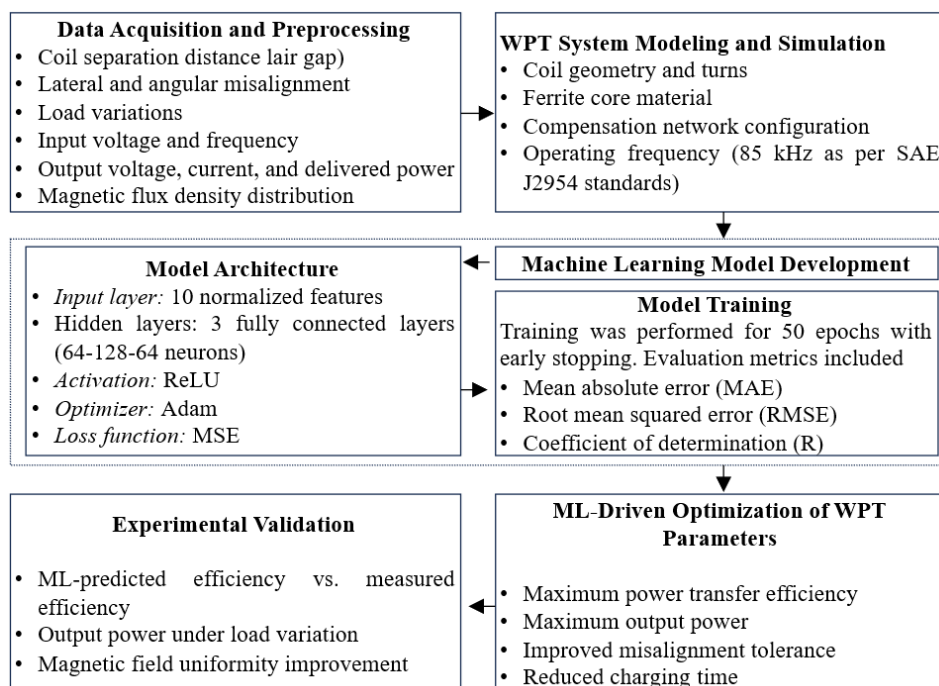 Data Acquisition and Preprocessing
• Coil separation distance lair gap)
• Lateral and angular misalignment
• Load variations
• Input voltage and frequency
• Output voltage, current, and delivered power
• Magnetic flux density distribution
WPT System Modeling and Simulation
• Coil geometry and turns
• Ferrite core material
• Compensation network configuration
• Operating frequency (85 kHz as per SAE
J2954 standards)
Machine Learning Model Development
Model Architecture
• Input layer: 10 normalized features
• Hidden layers: 3 fully connected layers
(64-128-64 neurons)
• Activation: ReLU
• Optimizer: Adam
• Loss function: MSE
Model Training
Training was performed for 50 epochs with
early stopping. Evaluation metrics included
• Mean absolute error (MAE)
• Root mean squared error (RMSE)
• Coefficient of determination (R)
ML-Driven Optimization of WPT
Parameters
• Maximum power transfer efficiency
• Maximum output power
• Improved misalignment tolerance
• Reduced charging time
Experimental Validation
• ML-predicted efficiency vs. measured
efficiency
• Output power under load variation
• Magnetic field uniformity improvement